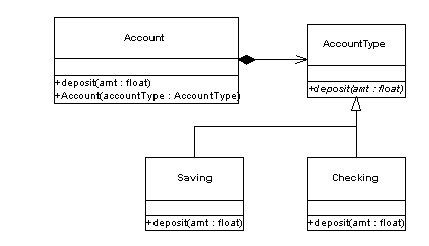 Account
+deposit(amt : float)
+Account(accountType : AccountType)
AccountType
+deposit(amt : float)
Saving
+deposit(amt : float)
Checking
+deposit(amt : float)